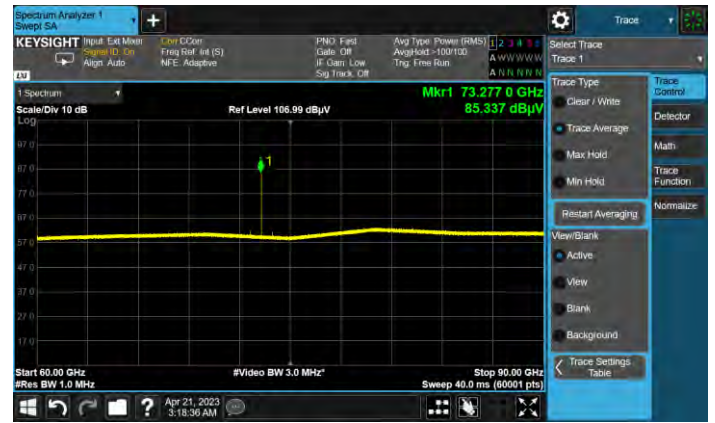 Spectrum Analyzer 1
Swept SA
+
Trace
KEYSIGHT
Input: Ext Mixer
Signal ID: On
Align: Auto
Corr CCorr
Freq Ref: Int (S)
NFE: Adaptive
PNO: Fast
Gate: Off
IF Gain: Low
Sig Track: Off
Avg Type: Power (RMS)
Avg|Hold:>100/100
Trig: Free Run
1 2 3 4 5 6
A W W W W W
A N N N N N
LXI
1 Spectrum
Scale/Div 10 dB
Log
Ref Level 106.99 dBµV
Mkr1 73.277 0 GHz
85.337 dBµV
97.0
87.0
77.0
67.0
57.0
47.0
37.0
27.0
17.0
1
Start 60.00 GHz
#Res BW 1.0 MHz
#Video BW 3.0 MHz*
Stop 90.00 GHz
Sweep 40.0 ms (60001 pts)
Select Trace
Trace 1
Trace Type
Clear / Write
Trace Average
Max Hold
Min Hold
Restart Averaging
View/Blank
Active
View
Blank
Background
Trace Settings
Table
Trace
Control
Detector
Math
Trace
Function
Normalize
?
Apr 21, 2023
3:18:36 AM